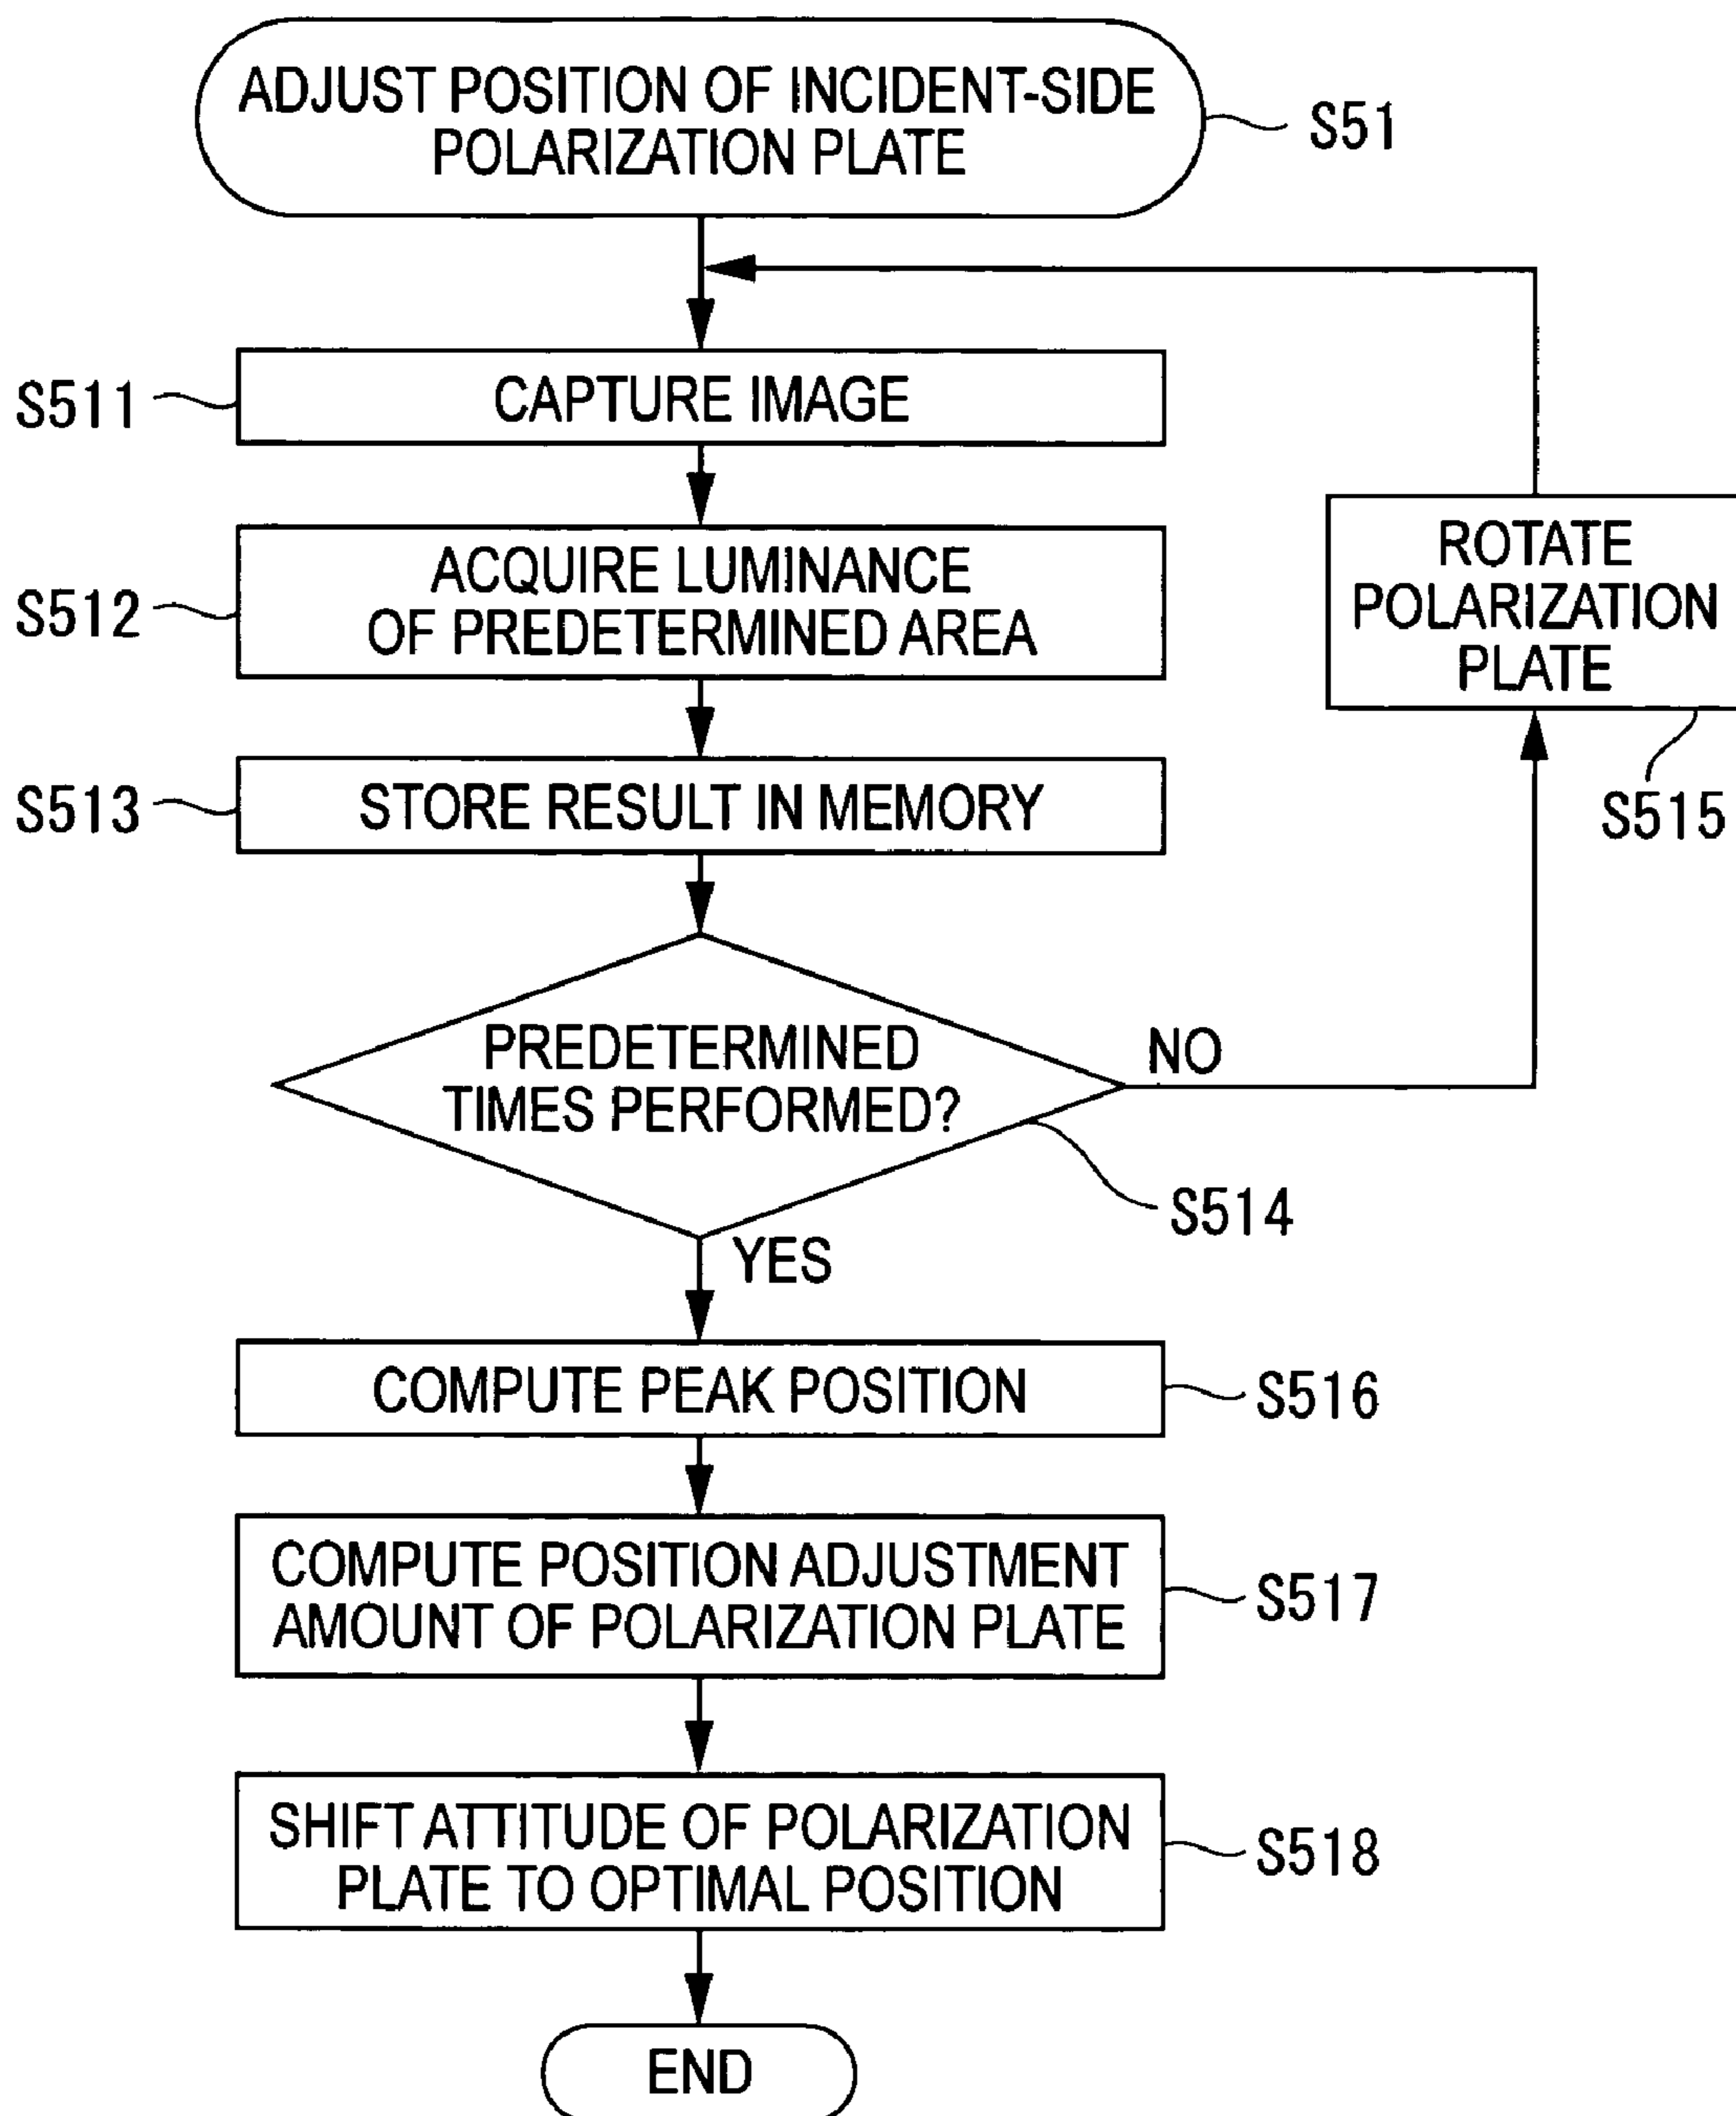 ADJUST POSITION OF INCIDENT-SIDE
POLARIZATION PLATE
S51
S511
CAPTURE IMAGE
S512
ACQUIRE LUMINANCE
OF PREDETERMINED AREA
ROTATE
POLARIZATION
PLATE
S515
S513
STORE RESULT IN MEMORY
PREDETERMINED
TIMES PERFORMED?
NO
S514
YES
COMPUTE PEAK POSITION
S516
COMPUTE POSITION ADJUSTMENT
AMOUNT OF POLARIZATION PLATE
S517
SHIFT ATTITUDE OF POLARIZATION
PLATE TO OPTIMAL POSITION
S518
END